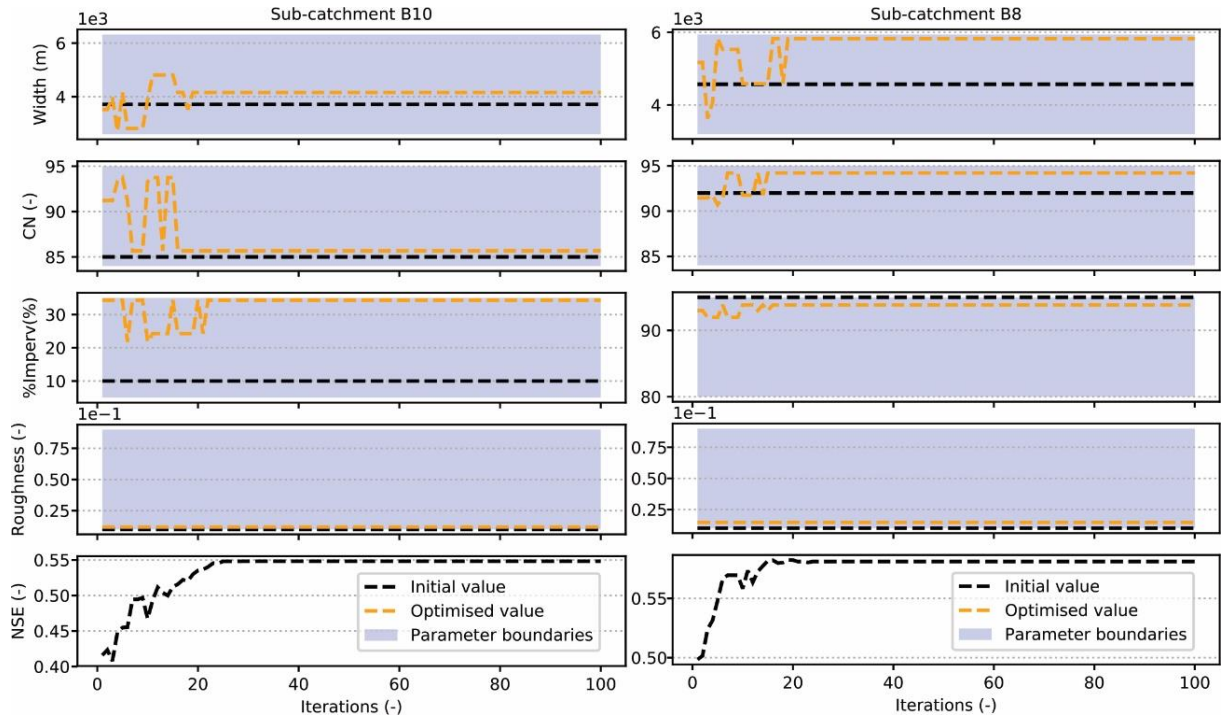 Sub-catchment B10
1e3
Width (m)
6
4
CN (-)
95
90
85
%Imperv(%)
30
20
10
1e−1
Roughness (-)
0.75
0.50
0.25
NSE (-)
0.55
0.50
0.45
0.40
Initial value
Optimised value
Parameter boundaries
0 20 40 60 80 100
Iterations (-)
Sub-catchment B8
1e3
6
4
95
90
85
90
80
1e−1
0.75
0.50
0.25
0.55
0.50
Initial value
Optimised value
Parameter boundaries
0 20 40 60 80 100
Iterations (-)